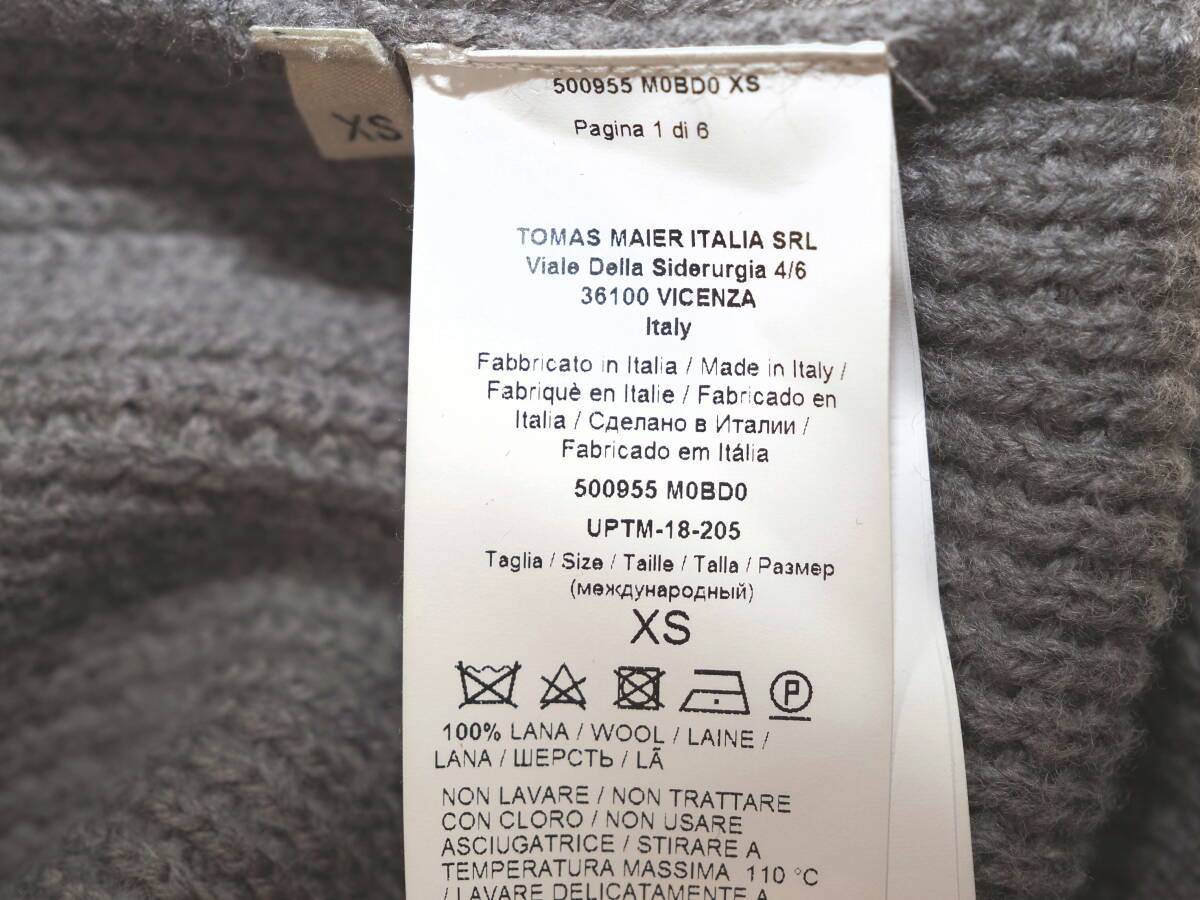 XS
500955 M0BD0 XS
Pagina 1 di 6
TOMAS MAIER ITALIA SRL
Viale Della Siderurgia 4/6
36100 VICENZA
Italy
Fabbricato in Italia / Made in Italy /
Fabriquè en Italie / Fabricado en
Italia / Сделано в Италии /
Fabricado em Itália
500955 M0BD0
UPTM-18-205
Taglia / Size / Taille / Talla / Размер
(международный)
XS
P
100% LANA / WOOL / LAINE /
LANA / ШЕРСТЬ / LÃ
NON LAVARE / NON TRATTARE
CON CLORO / NON USARE
ASCIUGATRICE / STIRARE A
TEMPERATURA MASSIMA 110 °C
/ LAVARE DELICATAMENTE A